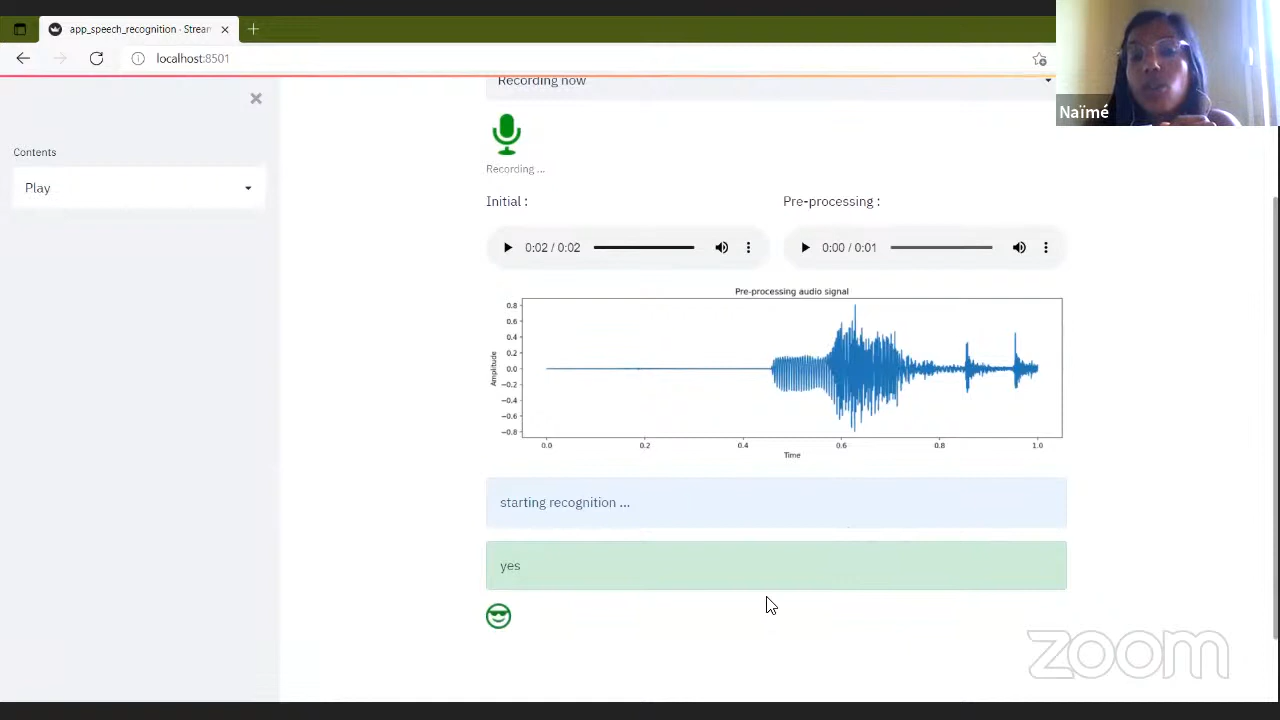 app_speech_recognition · Stream
localhost:8501
Naïmé
Recording now
Contents
Play
Recording ...
Initial :
Pre-processing :
0:02 / 0:02
0:00 / 0:01
Pre-processing audio signal
0.8
0.6
0.4
0.2
0.0
−0.2
−0.4
−0.6
−0.8
Amplitude
0.0 0.2 0.4 0.6 0.8 1.0
Time
starting recognition ...
yes
zoom